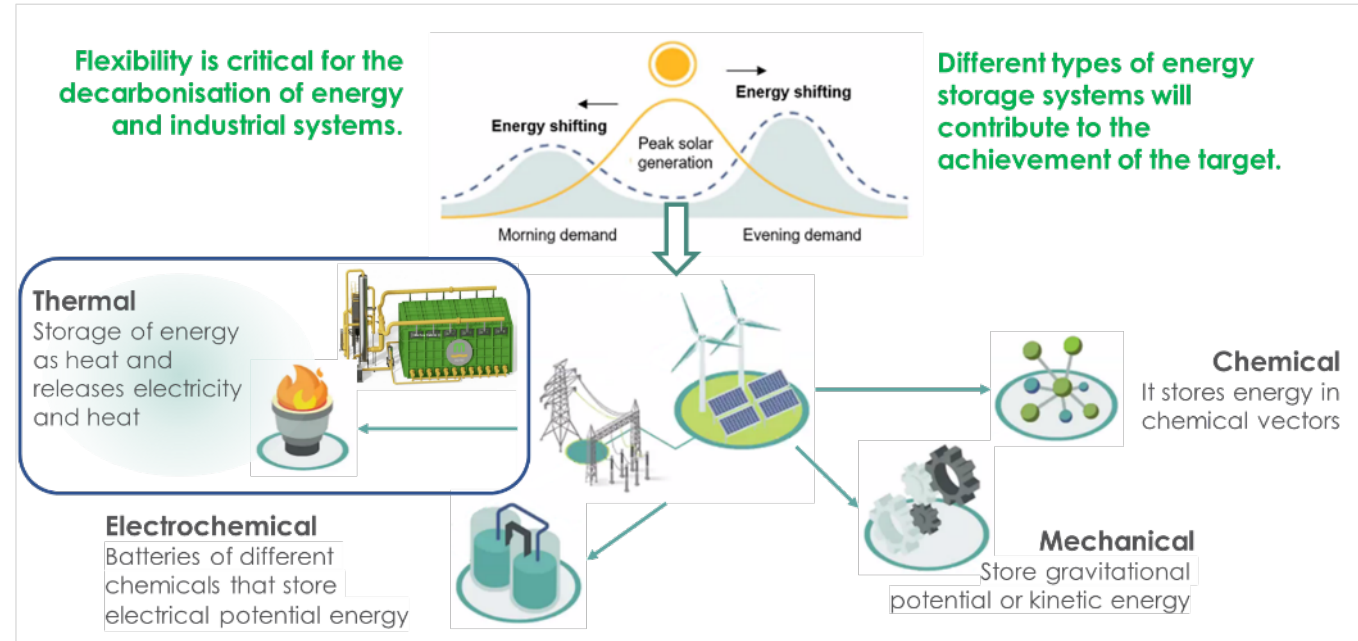 Flexibility is critical for the
decarbonisation of energy
and industrial systems.
Energy shifting
Energy shifting
Peak solar
generation
Morning demand
Evening demand
Different types of energy
storage systems will
contribute to the
achievement of the target.
Thermal
Storage of energy
as heat and
releases electricity
and heat
Chemical
It stores energy in
chemical vectors
Electrochemical
Batteries of different
chemicals that store
electrical potential energy
Mechanical
Store gravitational
potential or kinetic energy